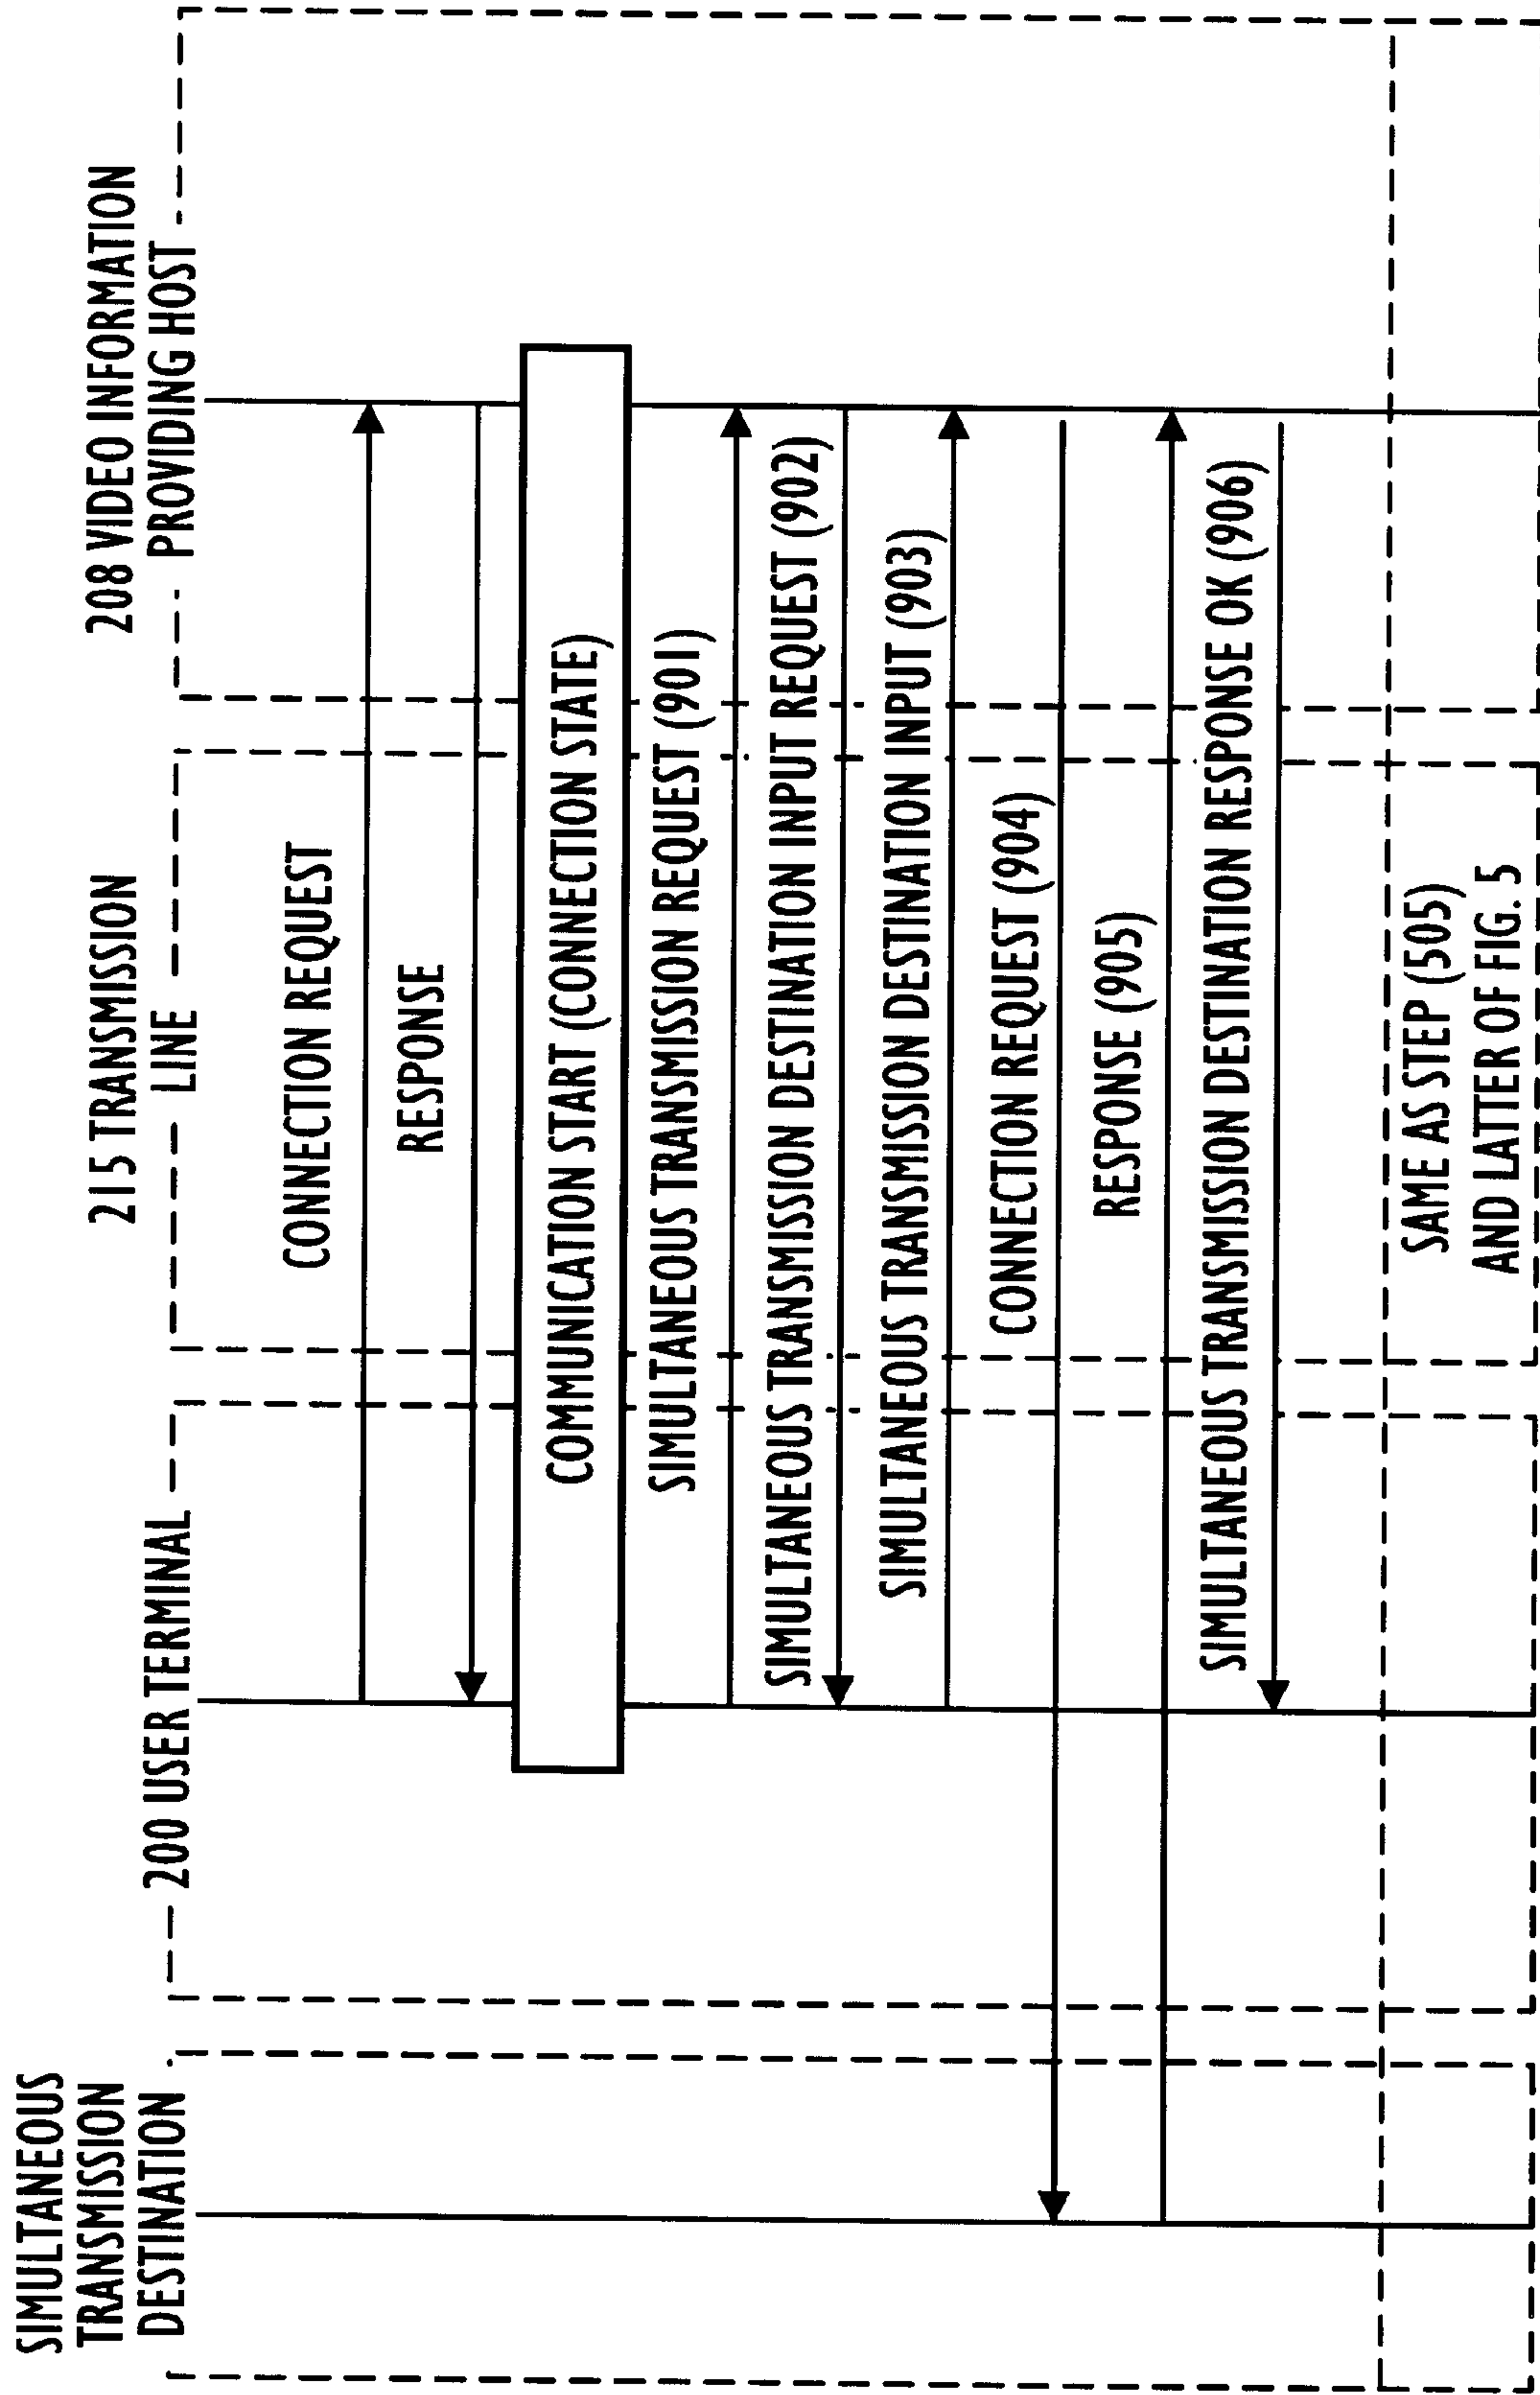 SIMULTANEOUS
TRANSMISSION
DESTINATION
200 USER TERMINAL
215 TRANSMISSION
LINE
208 VIDEO INFORMATION
PROVIDING HOST
CONNECTION REQUEST
RESPONSE
COMMUNICATION START (CONNECTION STATE)
SIMULTANEOUS TRANSMISSION REQUEST (901)
SIMULTANEOUS TRANSMISSION DESTINATION INPUT REQUEST (902)
SIMULTANEOUS TRANSMISSION DESTINATION INPUT (903)
CONNECTION REQUEST (904)
RESPONSE (905)
SIMULTANEOUS TRANSMISSION DESTINATION RESPONSE OK (906)
SAME AS STEP (505)
AND LATTER OF FIG. 5